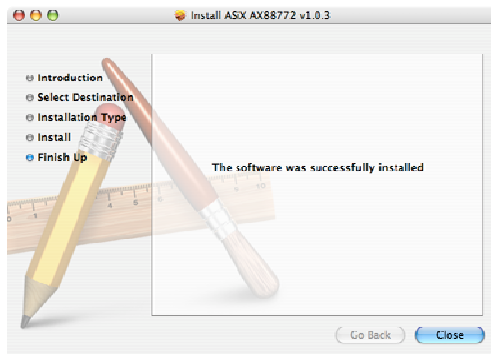 Install ASIX AX88772 v1.0.3
Introduction
Select Destination
Installation Type
Install
Finish Up
The software was successfully installed
Go Back
Close